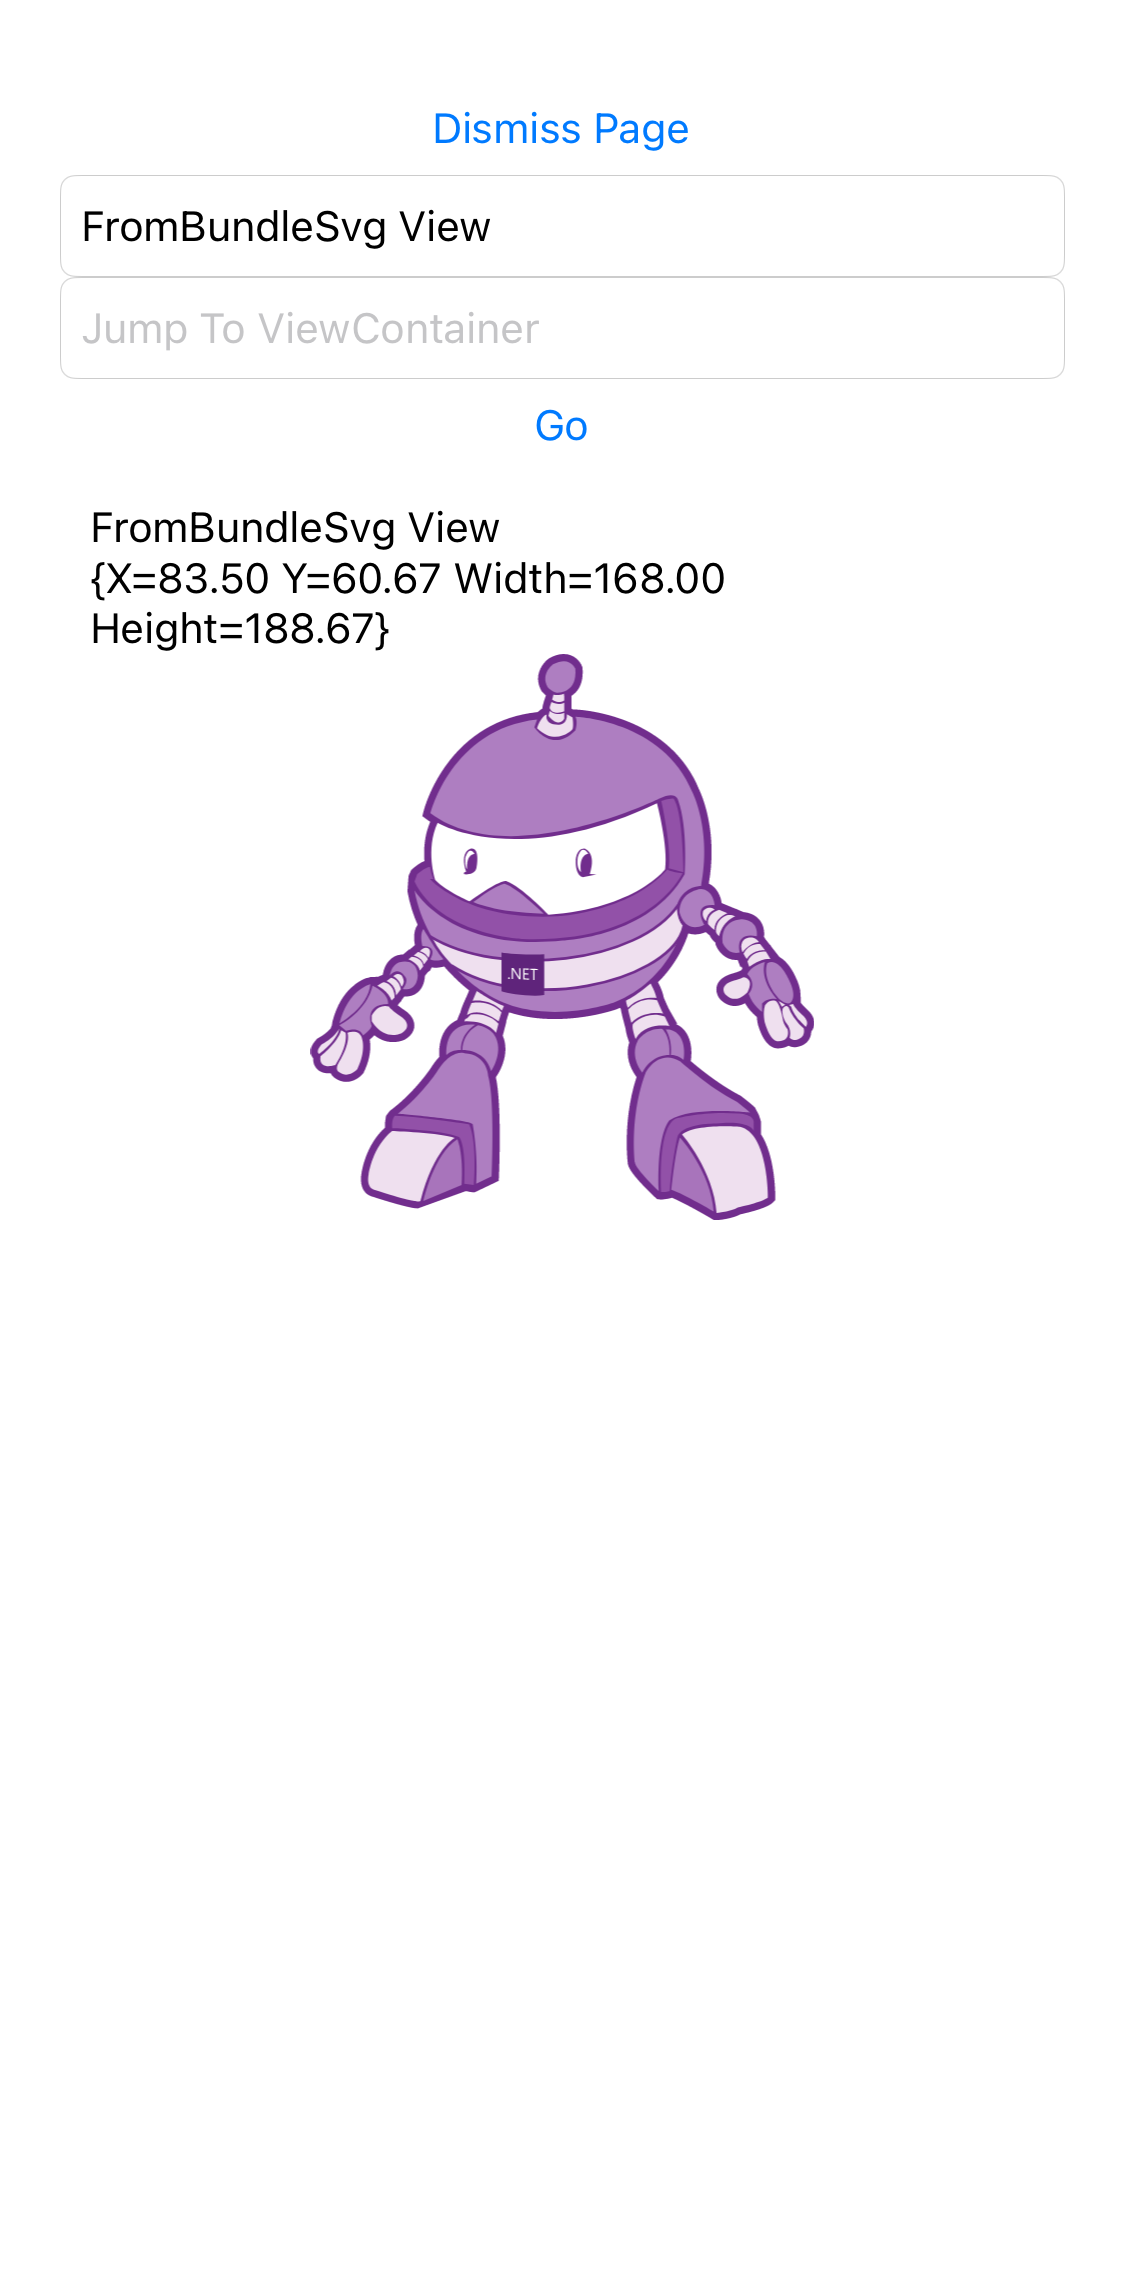 Dismiss Page
FromBundleSvg View
Jump To ViewContainer
Go
FromBundleSvg View
{X=83.50 Y=60.67 Width=168.00
Height=188.67}
.NET